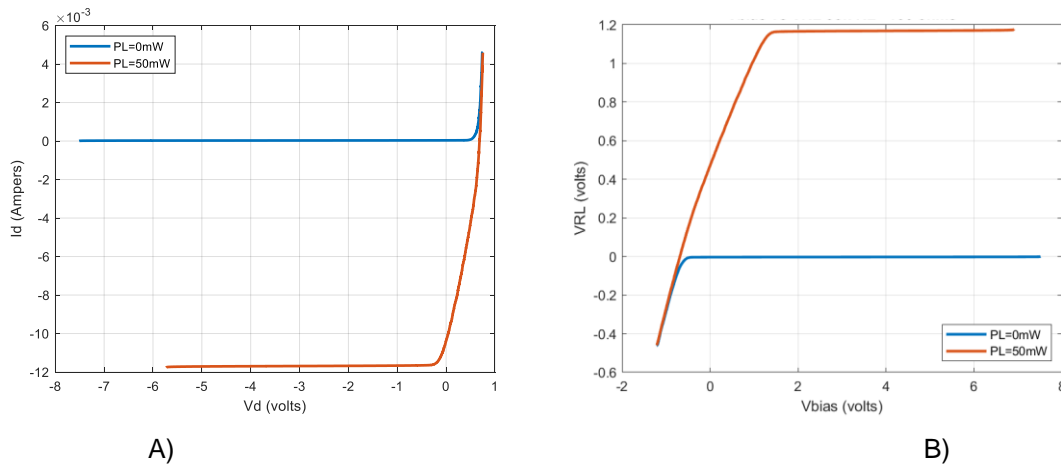 ×10⁻³
6
4
2
0
-2
-4
-6
-8
-10
-12
Id (Ampers)
PL=0mW
PL=50mW
-8 -7 -6 -5 -4 -3 -2 -1 0 1
Vd (volts)
A)
1.2
1
0.8
0.6
0.4
0.2
0
-0.2
-0.4
-0.6
VRL (volts)
PL=0mW
PL=50mW
-2 0 2 4 6 8
Vbias (volts)
B)